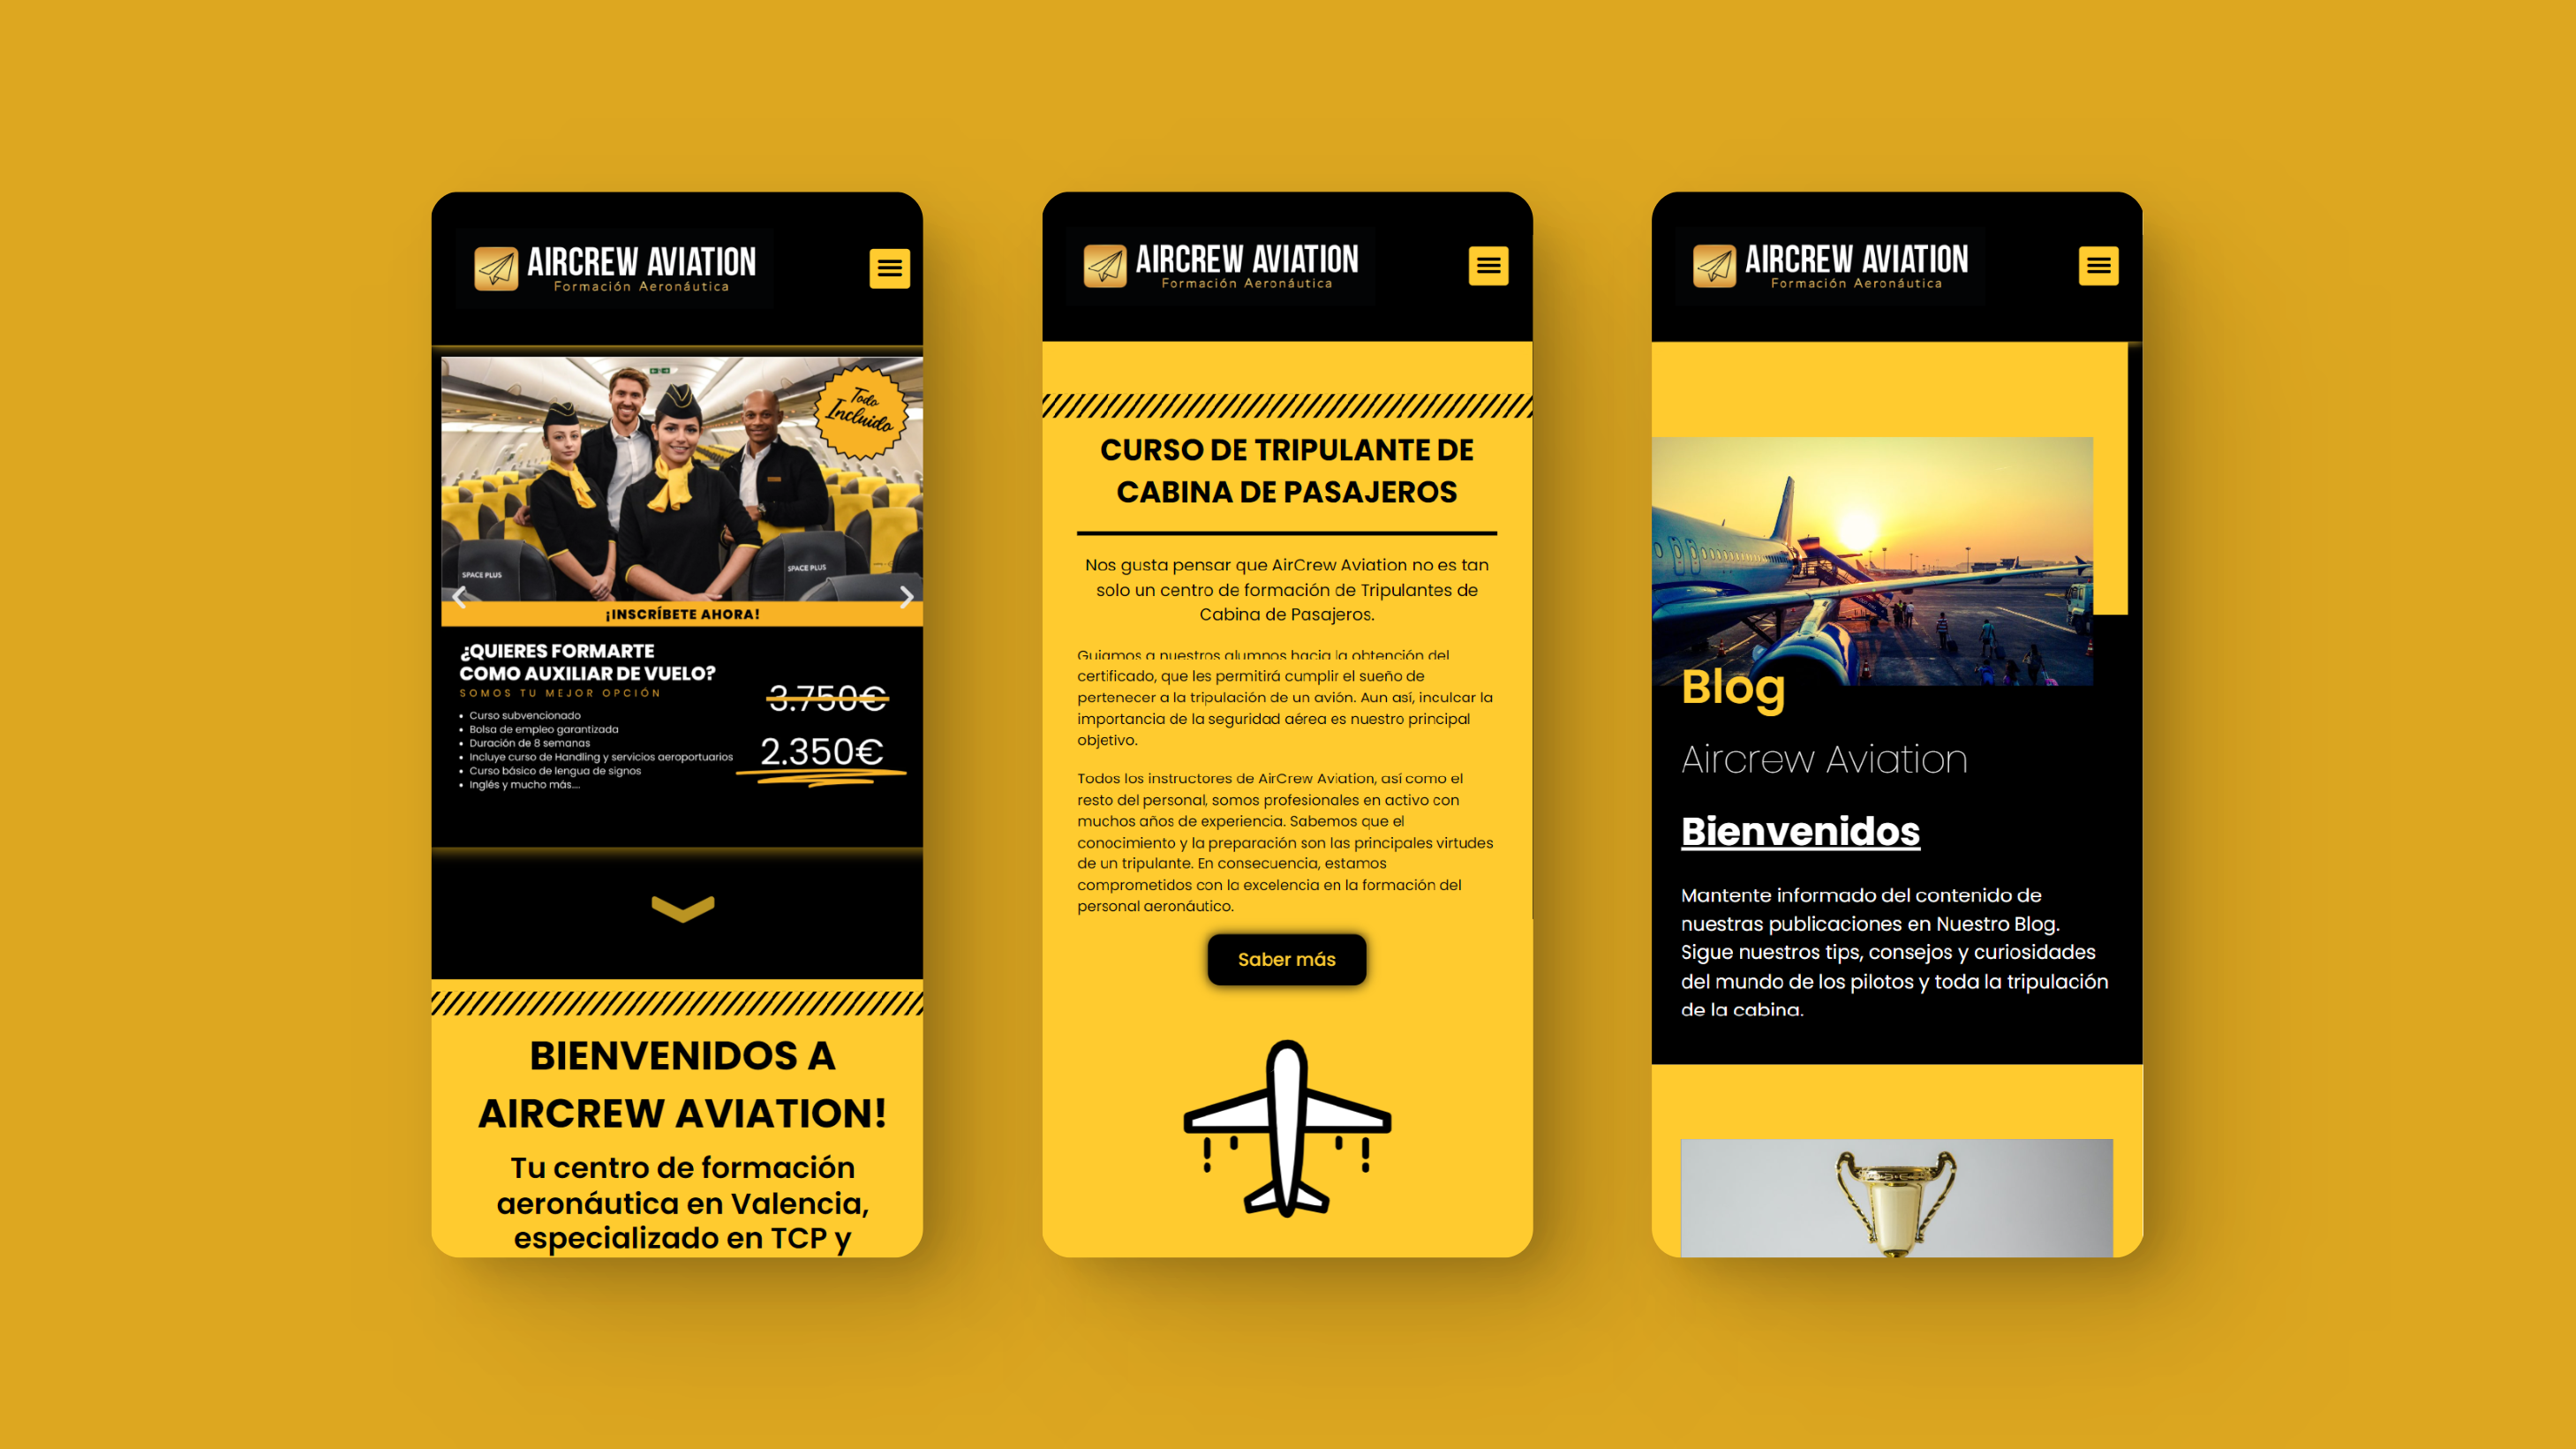 AIRCREW AVIATION
Formación Aeronáutica
Todo
Incluido
SPACE PLUS
SPACE PLUS
¡INSCRÍBETE AHORA!
¿QUIERES FORMARTE
COMO AUXILIAR DE VUELO?
SOMOS TU MEJOR OPCIÓN
• Curso subvencionado
• Bolsa de empleo garantizada
• Duración de 8 semanas
• Incluye curso de Handling y servicios aeroportuarios
• Curso básico de lengua de signos
• Inglés y mucho más...
3.750€
2.350€
BIENVENIDOS A
AIRCREW AVIATION!
Tu centro de formación
aeronáutica en Valencia,
especializado en TCP y
AIRCREW AVIATION
Formación Aeronáutica
CURSO DE TRIPULANTE DE
CABINA DE PASAJEROS
Nos gusta pensar que AirCrew Aviation no es tan
solo un centro de formación de Tripulantes de
Cabina de Pasajeros.
Guiamos a nuestros alumnos hacia la obtención del
certificado, que les permitirá cumplir el sueño de
pertenecer a la tripulación de un avión. Aun así, inculcar la
importancia de la seguridad aérea es nuestro principal
objetivo.
Todos los instructores de AirCrew Aviation, así como el
resto del personal, somos profesionales en activo con
muchos años de experiencia. Sabemos que el
conocimiento y la preparación son las principales virtudes
de un tripulante. En consecuencia, estamos
comprometidos con la excelencia en la formación del
personal aeronáutico.
Saber más
AIRCREW AVIATION
Formación Aeronáutica
Blog
Aircrew Aviation
Bienvenidos
Mantente informado del contenido de
nuestras publicaciones en Nuestro Blog.
Sigue nuestros tips, consejos y curiosidades
del mundo de los pilotos y toda la tripulación
de la cabina.